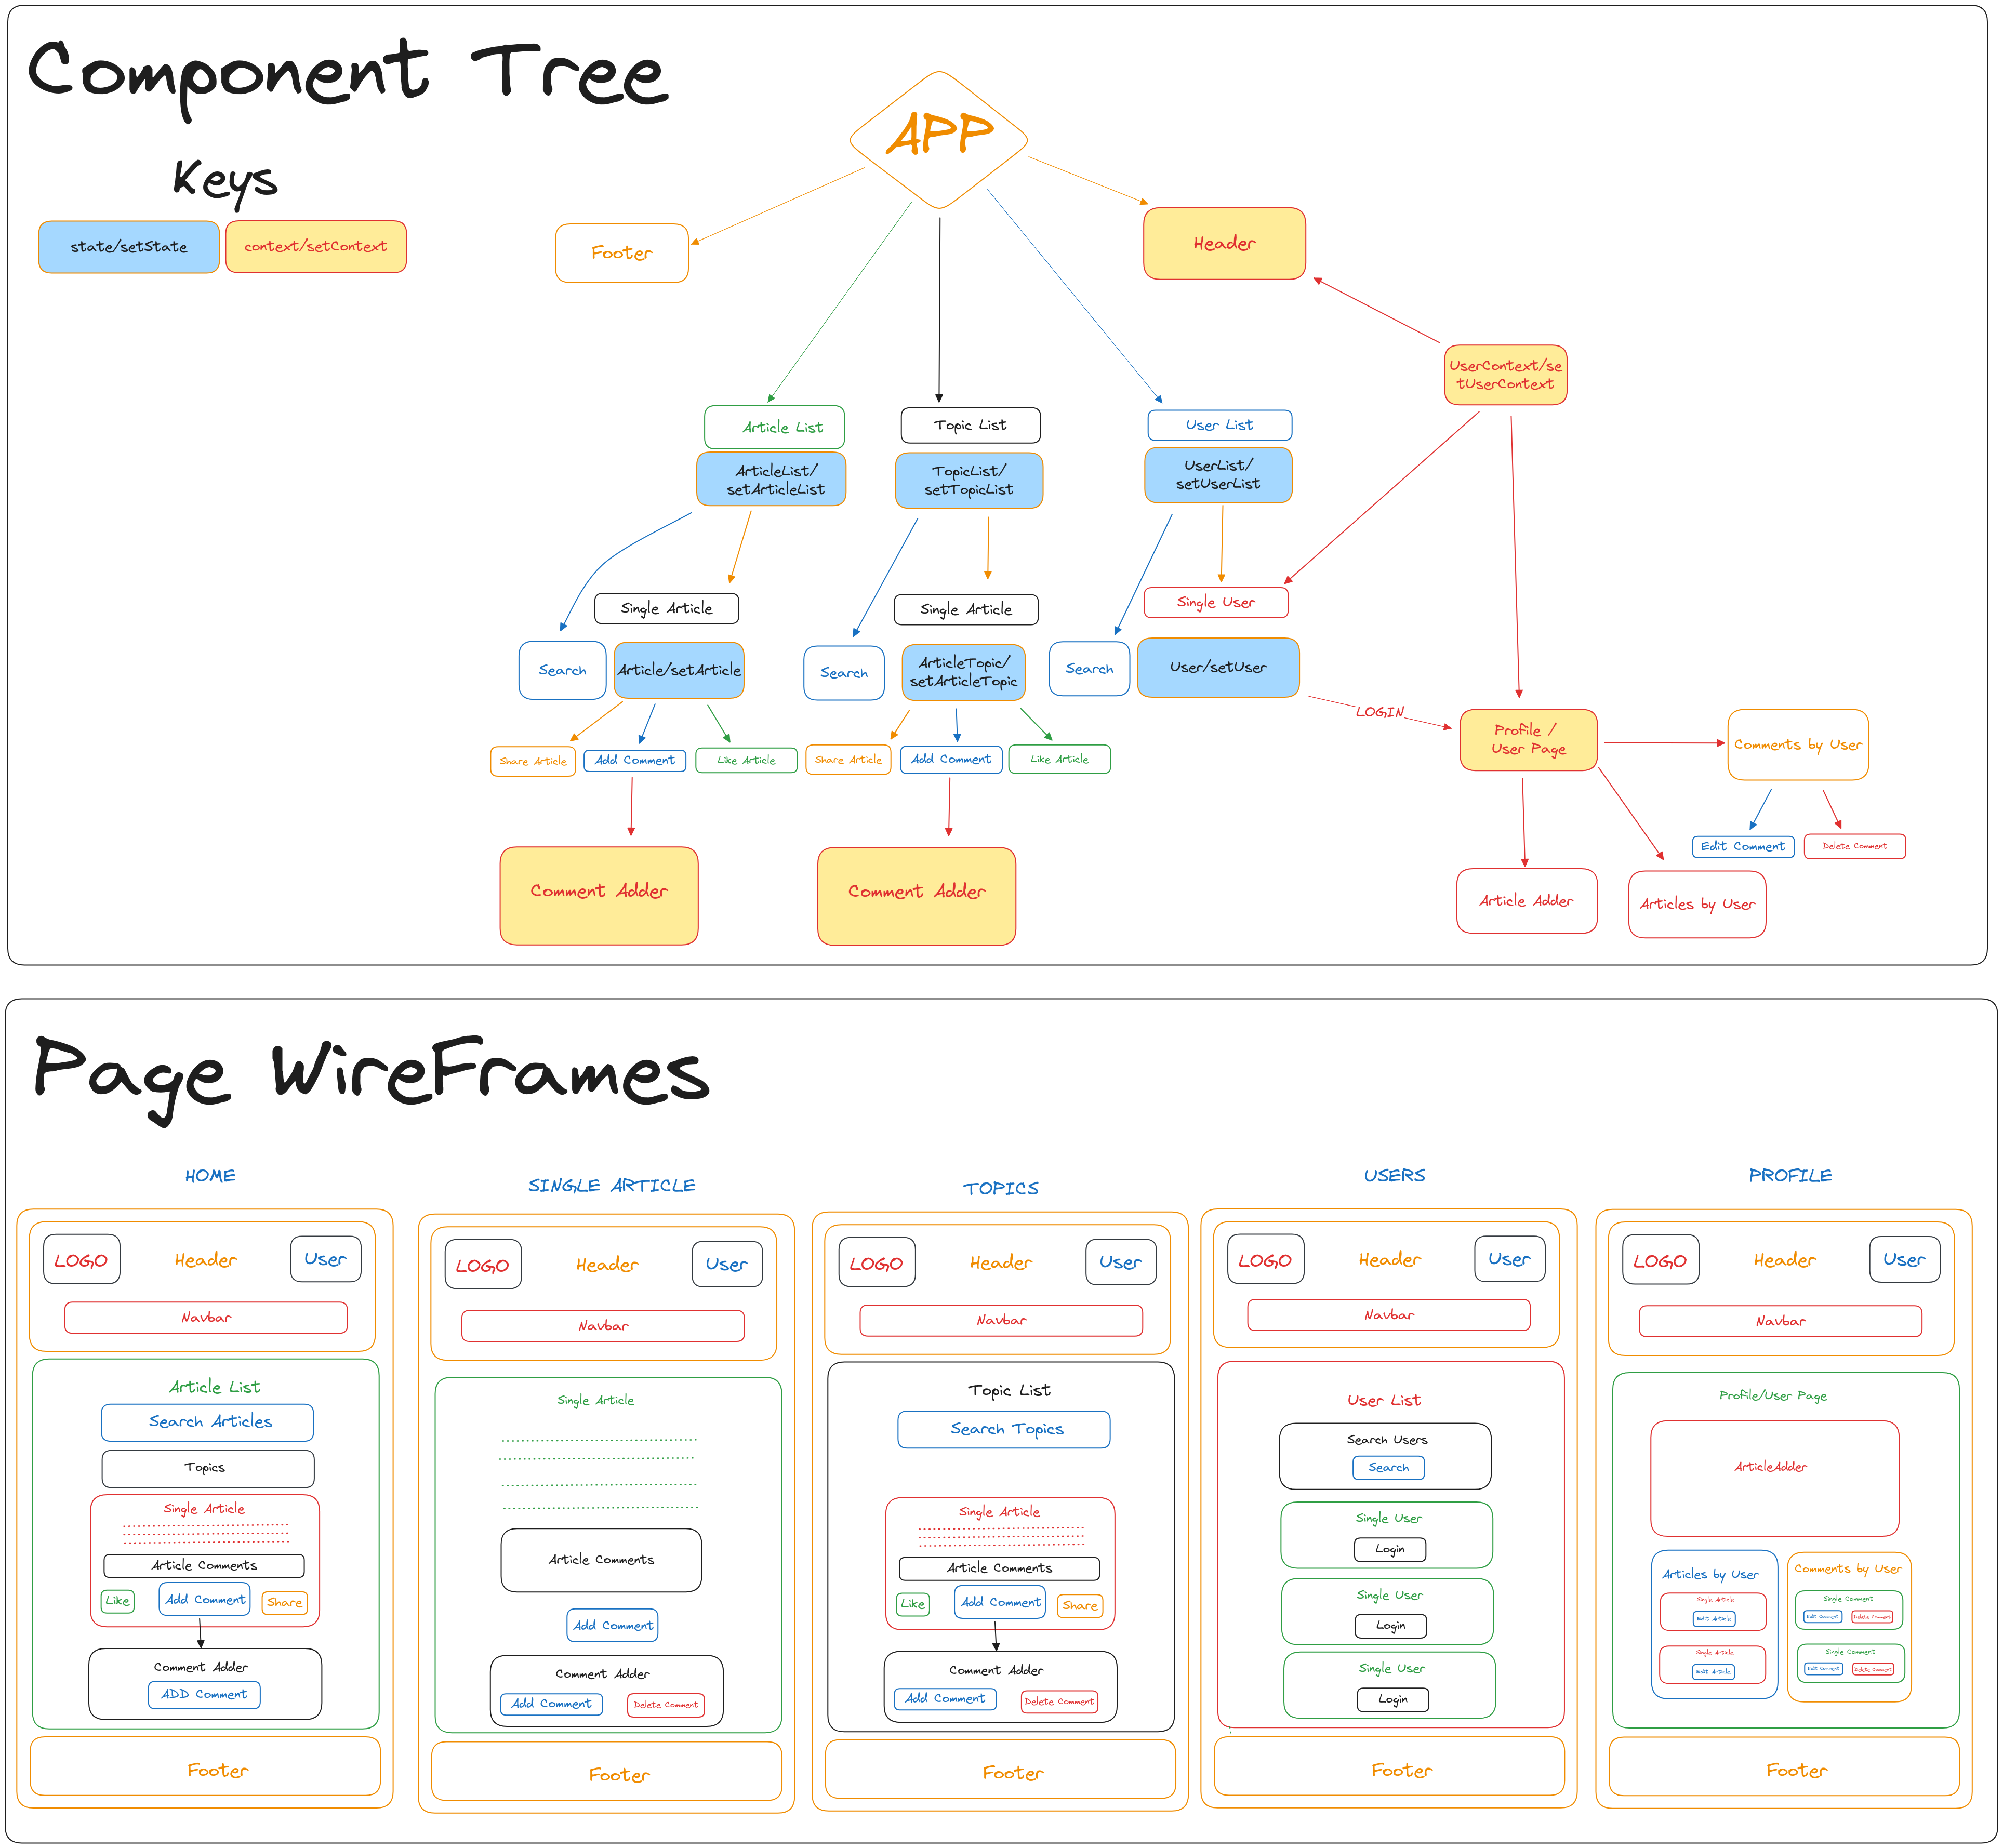 Component Tree
Keys
state/setState
context/setContext
APP
Footer
Header
UserContext/se
tUserContext
Article List
Topic List
User List
ArticleList/
setArticleList
TopicList/
setTopicList
UserList/
setUserList
Single Article
Single Article
Single User
Search
Article/setArticle
Search
ArticleTopic/
setArticleTopic
Search
User/setUser
LOGIN
Profile /
User Page
Comments by User
Share Article
Add Comment
Like Article
Share Article
Add Comment
Like Article
Edit Comment
Delete Comment
Comment Adder
Comment Adder
Article Adder
Articles by User
Page WireFrames
HOME
LOGO
Header
User
Navbar
Article List
Search Articles
Topics
Single Article
Article Comments
Like
Add Comment
Share
Comment Adder
ADD Comment
Footer
SINGLE ARTICLE
LOGO
Header
User
Navbar
Single Article
Article Comments
Add Comment
Comment Adder
Add Comment
Delete Comment
Footer
TOPICS
LOGO
Header
User
Navbar
Topic List
Search Topics
Single Article
Article Comments
Like
Add Comment
Share
Comment Adder
Add Comment
Delete Comment
Footer
USERS
LOGO
Header
User
Navbar
User List
Search Users
Search
Single User
Login
Single User
Login
Single User
Login
Footer
PROFILE
LOGO
Header
User
Navbar
Profile/User Page
ArticleAdder
Articles by User
Single Article
Edit Article
Single Article
Edit Article
Comments by User
Single Comment
Edit Comment
Delete Comment
Single Comment
Edit Comment
Delete Comment
Footer